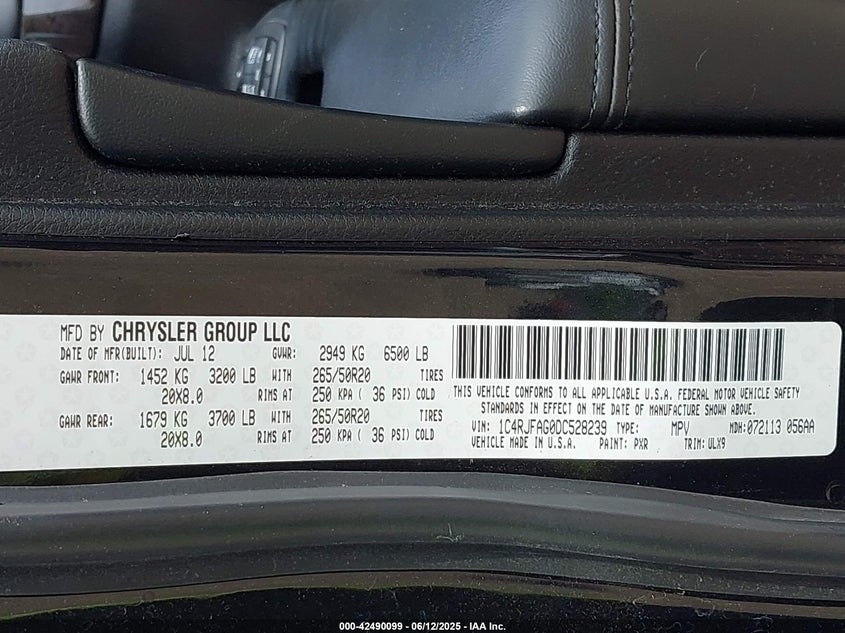 MFD BY CHRYSLER GROUP LLC
DATE OF MFR(BUILT): JUL 12 GVWR: 2949 KG 6500 LB
GAWR FRONT: 1452 KG 3200 LB WITH 265/50R20 TIRES
20X8.0 RIMS AT 250 KPA ( 36 PSI) COLD
GAWR REAR: 1679 KG 3700 LB WITH 265/50R20 TIRES
20X8.0 RIMS AT 250 KPA ( 36 PSI) COLD
THIS VEHICLE CONFORMS TO ALL APPLICABLE U.S.A. FEDERAL MOTOR VEHICLE SAFETY
STANDARDS IN EFFECT ON THE DATE OF MANUFACTURE SHOWN ABOVE.
VIN: 1C4RJFAG0DC528239 TYPE: MPV MDH:072113 056AA
VEHICLE MADE IN U.S.A. PAINT: PXR TRIM: ULX9
000-42490099 - 06/12/2025 - IAA Inc.